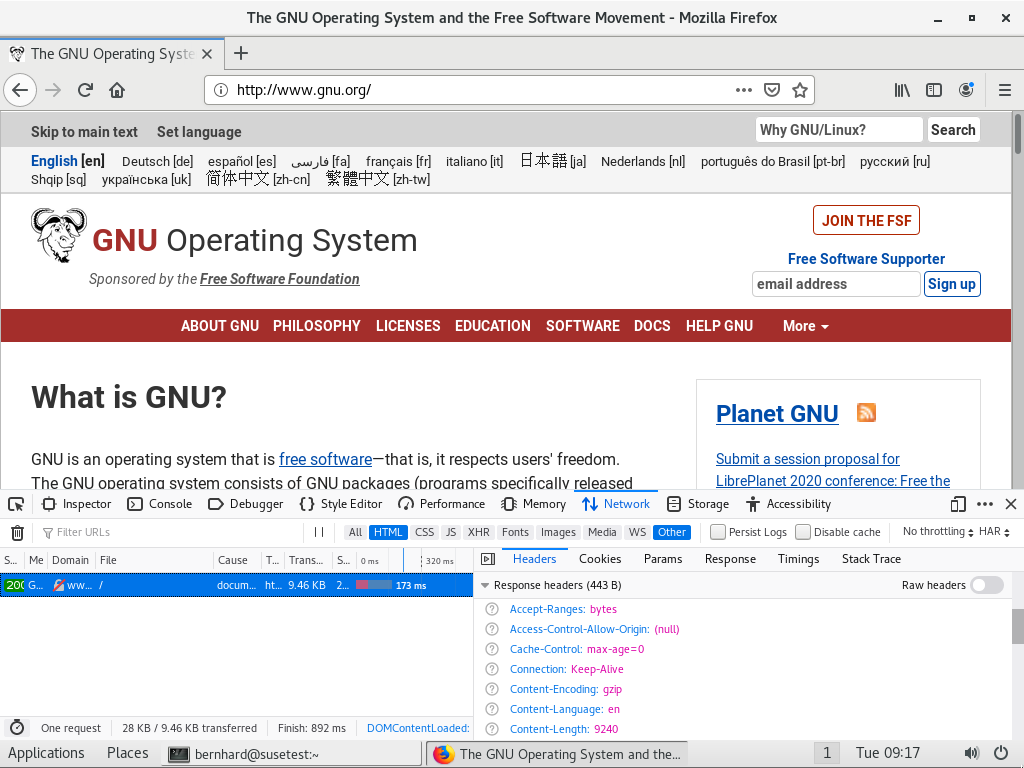 The GNU Operating System and the Free Software Movement - Mozilla Firefox
The GNU Operating Syste
http://www.gnu.org/
Skip to main text Set language Why GNU/Linux? Search
English [en] Deutsch [de] español [es] فارسی [fa] français [fr] italiano [it] 日本語 [ja] Nederlands [nl] português do Brasil [pt-br] русский [ru]
Shqip [sq] українська [uk] 简体中文 [zh-cn] 繁體中文 [zh-tw]
JOIN THE FSF
GNU Operating System
Free Software Supporter
Sponsored by the Free Software Foundation
email address Sign up
ABOUT GNU PHILOSOPHY LICENSES EDUCATION SOFTWARE DOCS HELP GNU More
What is GNU?
Planet GNU
GNU is an operating system that is free software—that is, it respects users' freedom.
The GNU operating system consists of GNU packages (programs specifically released
Submit a session proposal for
LibrePlanet 2020 conference: Free the
Inspector Console Debugger Style Editor Performance Memory Network Storage Accessibility
Filter URLs All HTML CSS JS XHR Fonts Images Media WS Other Persist Logs Disable cache No throttling HAR
S... Me Domain File Cause T... Trans... S... 0 ms 320 ms Headers Cookies Params Response Timings Stack Trace
200 G... ww... / docum... ht... 9.46 KB 2... 173 ms
Response headers (443 B) Raw headers
Accept-Ranges: bytes
Access-Control-Allow-Origin: (null)
Cache-Control: max-age=0
Connection: Keep-Alive
Content-Encoding: gzip
Content-Language: en
Content-Length: 9240
One request 28 KB / 9.46 KB transferred Finish: 892 ms DOMContentLoaded:
Applications Places bernhard@susetest:~ The GNU Operating System and the... 1 Tue 09:17